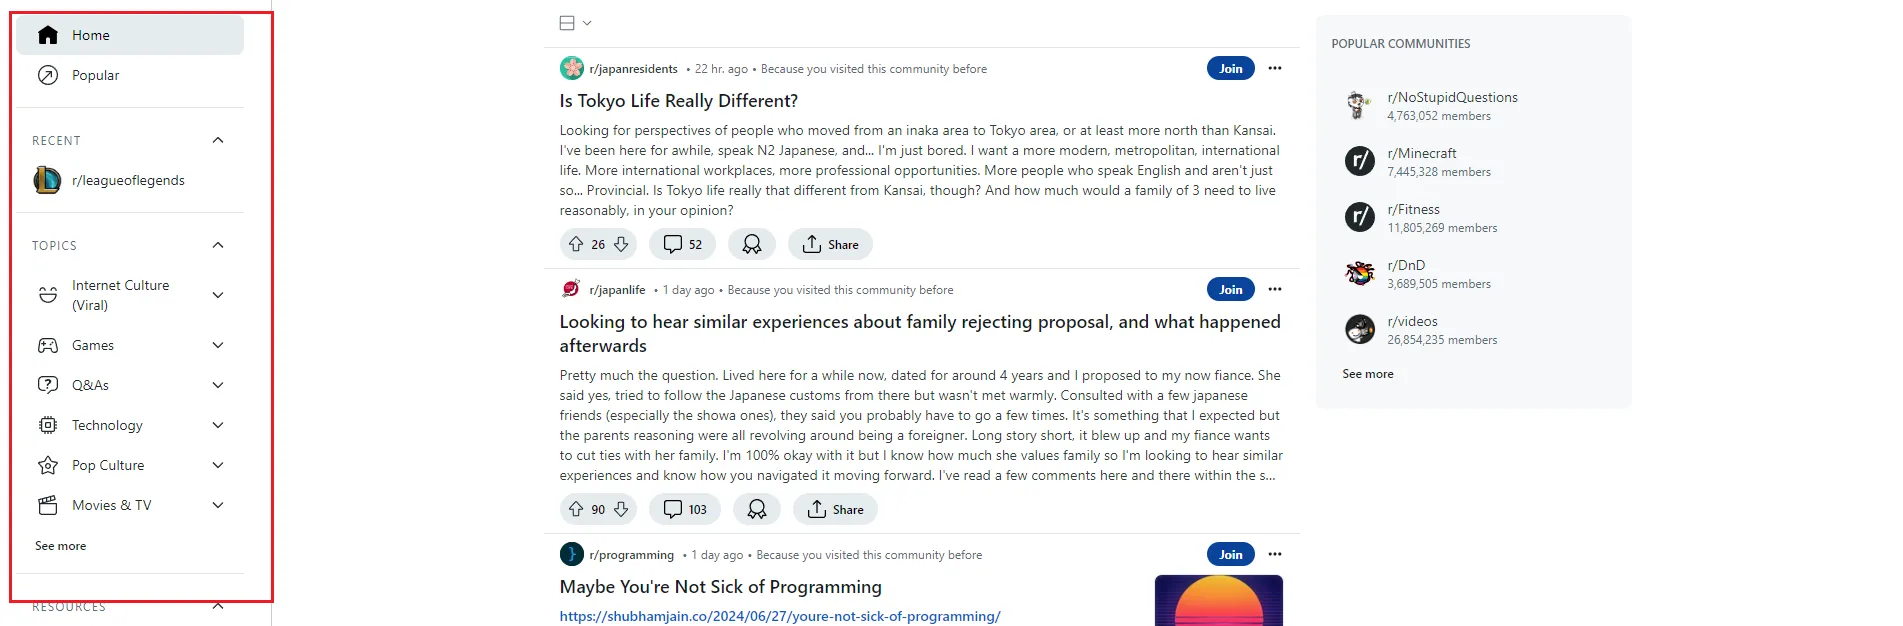 Home
Popular
RECENT
r/leagueoflegends
TOPICS
Internet Culture
(Viral)
Games
Q&As
Technology
Pop Culture
Movies & TV
See more
RESOURCES
r/japanresidents • 22 hr. ago • Because you visited this community before
Join
Is Tokyo Life Really Different?
Looking for perspectives of people who moved from an inaka area to Tokyo area, or at least more north than Kansai.
I've been here for awhile, speak N2 Japanese, and... I'm just bored. I want a more modern, metropolitan, international
life. More international workplaces, more professional opportunities. More people who speak English and aren't just
so... Provincial. Is Tokyo life really that different from Kansai, though? And how much would a family of 3 need to live
reasonably, in your opinion?
26 52 Share
r/japanlife • 1 day ago • Because you visited this community before
Join
Looking to hear similar experiences about family rejecting proposal, and what happened
afterwards
Pretty much the question. Lived here for a while now, dated for around 4 years and I proposed to my now fiance. She
said yes, tried to follow the Japanese customs from there but wasn't met warmly. Consulted with a few japanese
friends (especially the showa ones), they said you probably have to go a few times. It's something that I expected but
the parents reasoning were all revolving around being a foreigner. Long story short, it blew up and my fiance wants
to cut ties with her family. I'm 100% okay with it but I know how much she values family so I'm looking to hear similar
experiences and know how you navigated it moving forward. I've read a few comments here and there within the s...
90 103 Share
r/programming • 1 day ago • Because you visited this community before
Join
Maybe You're Not Sick of Programming
https://shubhamjain.co/2024/06/27/youre-not-sick-of-programming/
POPULAR COMMUNITIES
r/NoStupidQuestions
4,763,052 members
r/Minecraft
7,445,328 members
r/Fitness
11,805,269 members
r/DnD
3,689,505 members
r/videos
26,854,235 members
See more